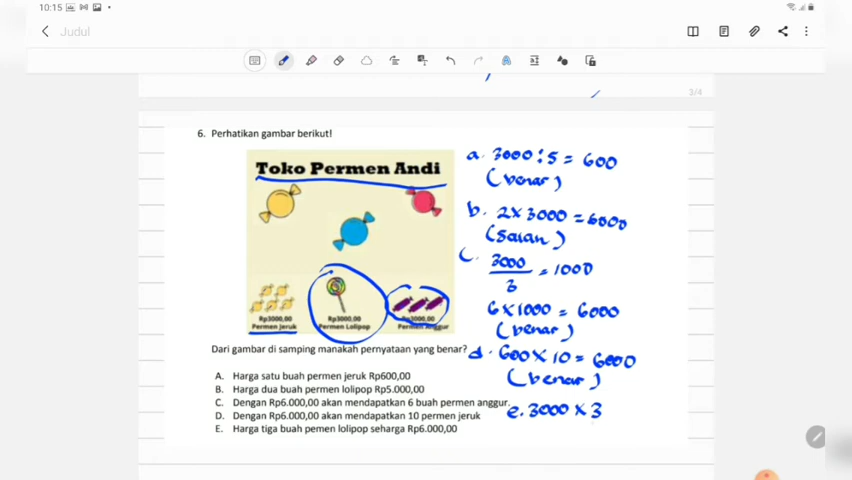 10:15
Judul
3/4
6. Perhatikan gambar berikut!
Toko Permen Andi
Rp3000,00
Permen Jeruk
Rp3000,00
Permen Lolipop
Rp3000,00
Permen Anggur
Dari gambar di samping manakah pernyataan yang benar?
A. Harga satu buah permen jeruk Rp600,00
B. Harga dua buah permen lolipop Rp5.000,00
C. Dengan Rp6.000,00 akan mendapatkan 6 buah permen anggur.
D. Dengan Rp6.000,00 akan mendapatkan 10 permen jeruk
E. Harga tiga buah pemen lolipop seharga Rp6.000,00
a. 3000 : 5 = 600
(benar)
b. 2 x 3000 = 6000
(salah)
c.
3000
= 1000
3
6 x 1000 = 6000
(benar)
d. 600 x 10 = 6000
(benar)
e. 3000 x 3